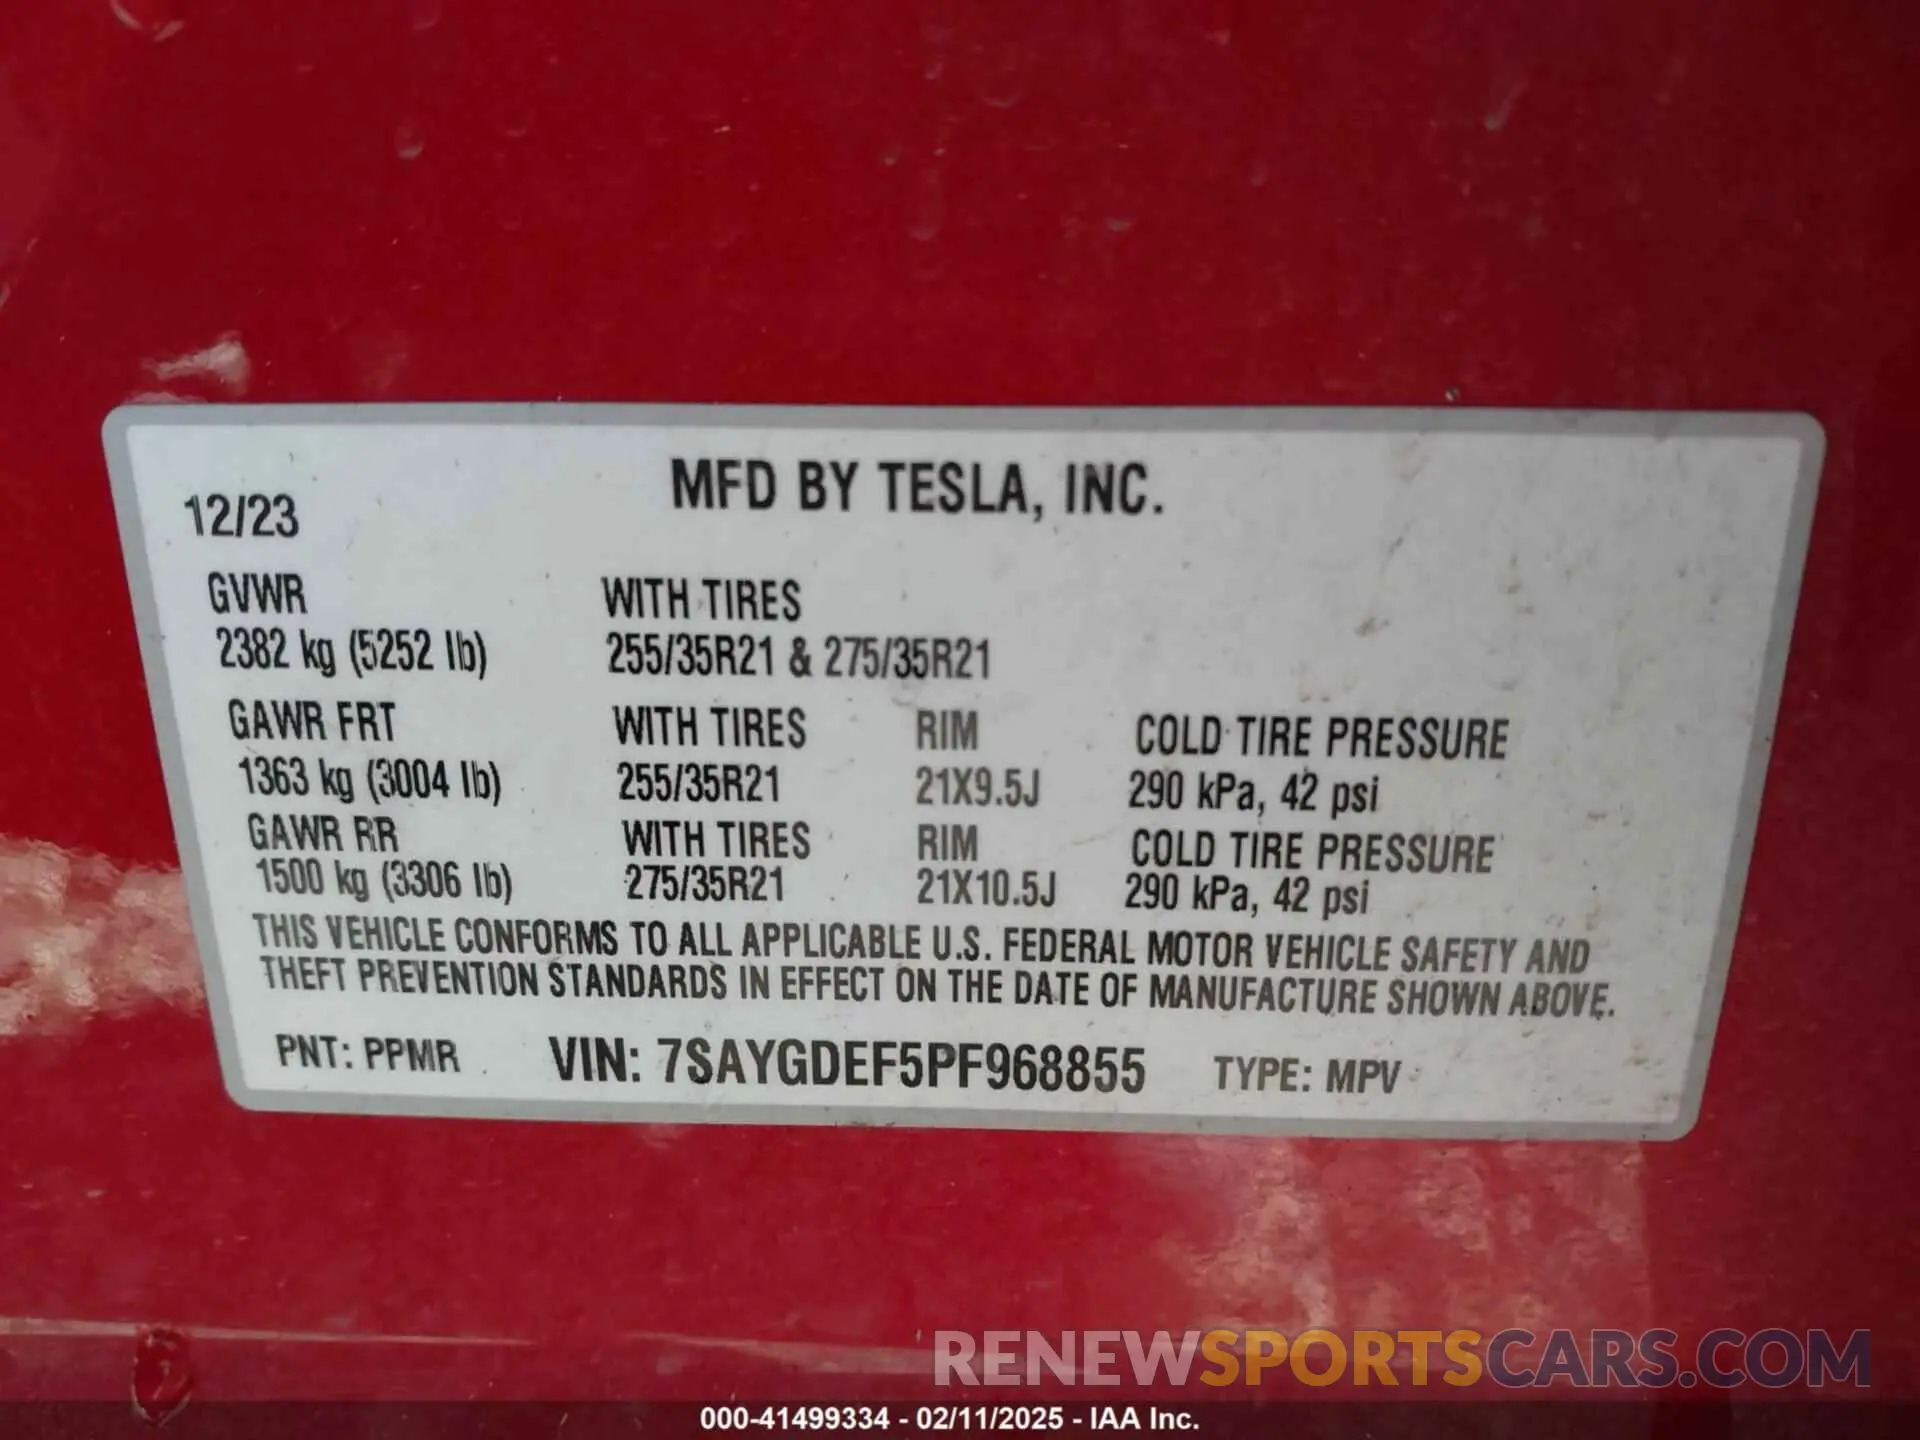 MFD BY TESLA, INC.
12/23
GVWR WITH TIRES
2382 kg (5252 lb) 255/35R21 & 275/35R21
GAWR FRT WITH TIRES RIM COLD TIRE PRESSURE
1363 kg (3004 lb) 255/35R21 21X9.5J 290 kPa, 42 psi
GAWR RR WITH TIRES RIM COLD TIRE PRESSURE
1500 kg (3306 lb) 275/35R21 21X10.5J 290 kPa, 42 psi
THIS VEHICLE CONFORMS TO ALL APPLICABLE U.S. FEDERAL MOTOR VEHICLE SAFETY AND
THEFT PREVENTION STANDARDS IN EFFECT ON THE DATE OF MANUFACTURE SHOWN ABOVE.
PNT: PPMR VIN: 7SAYGDEF5PF968855 TYPE: MPV
RENEWSPORTSCARS.COM
000-41499334 - 02/11/2025 - IAA Inc.